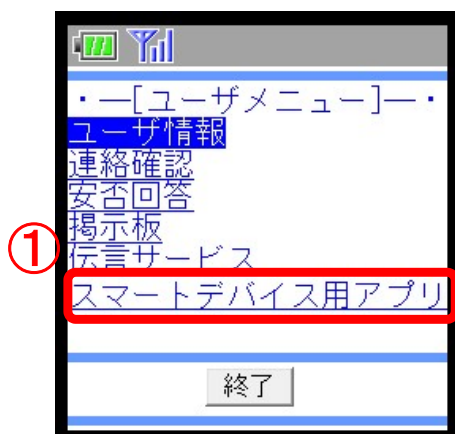 ・―[ユーザメニュー]―・
ユーザ情報
連絡確認
安否回答
掲示板
伝言サービス
①
スマートデバイス用アプリ
終了